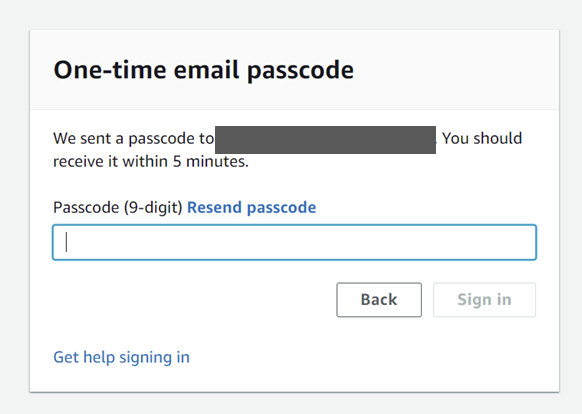 One-time email passcode
We sent a passcode to . You should
receive it within 5 minutes.
Passcode (9-digit) Resend passcode
Back Sign in
Get help signing in